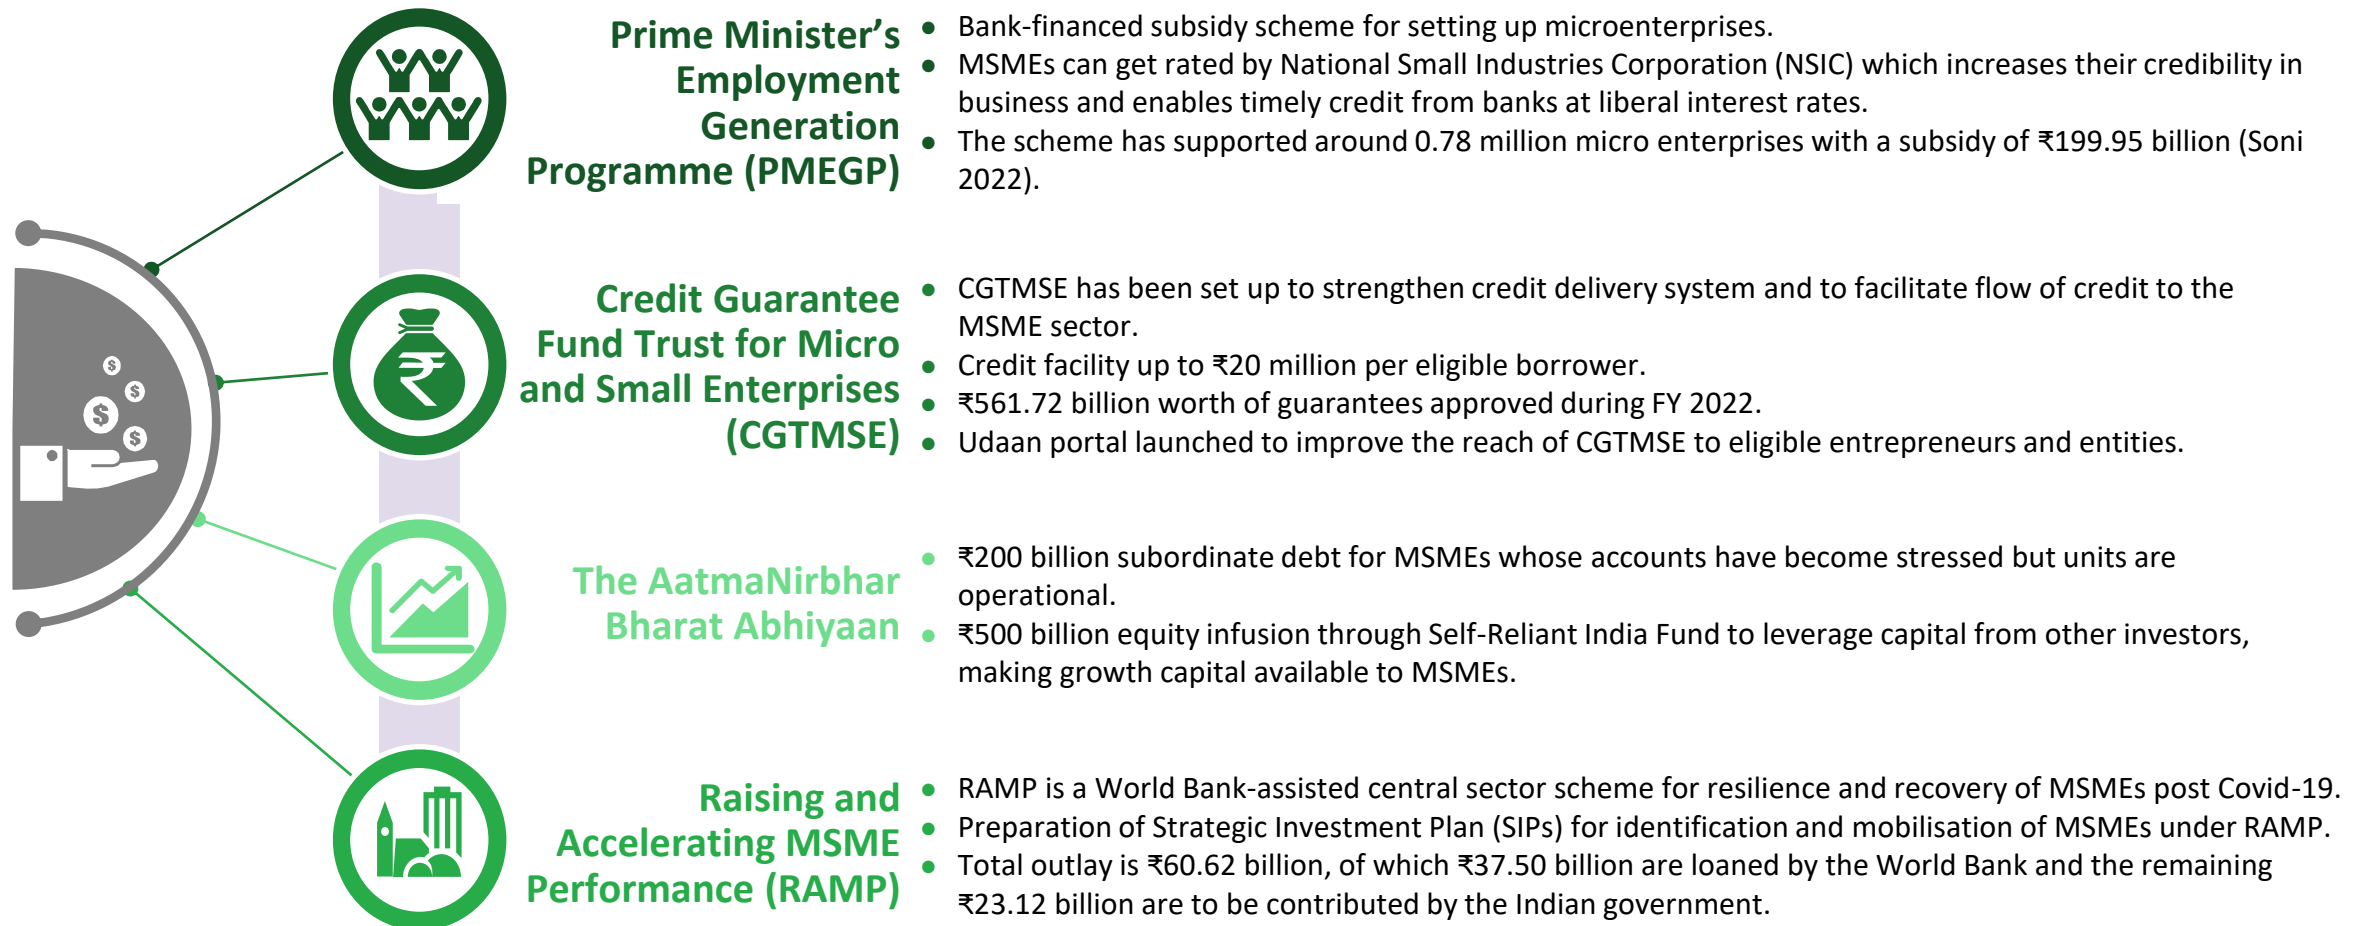 Prime Minister’s
Employment
Generation
Programme (PMEGP)
Bank-financed subsidy scheme for setting up microenterprises.
MSMEs can get rated by National Small Industries Corporation (NSIC) which increases their credibility in
business and enables timely credit from banks at liberal interest rates.
The scheme has supported around 0.78 million micro enterprises with a subsidy of ₹199.95 billion (Soni
2022).
Credit Guarantee
Fund Trust for Micro
and Small Enterprises
(CGTMSE)
CGTMSE has been set up to strengthen credit delivery system and to facilitate flow of credit to the
MSME sector.
Credit facility up to ₹20 million per eligible borrower.
₹561.72 billion worth of guarantees approved during FY 2022.
Udaan portal launched to improve the reach of CGTMSE to eligible entrepreneurs and entities.
₹
$
$
$
$
The AatmaNirbhar
Bharat Abhiyaan
₹200 billion subordinate debt for MSMEs whose accounts have become stressed but units are
operational.
₹500 billion equity infusion through Self-Reliant India Fund to leverage capital from other investors,
making growth capital available to MSMEs.
Raising and
Accelerating MSME
Performance (RAMP)
RAMP is a World Bank-assisted central sector scheme for resilience and recovery of MSMEs post Covid-19.
Preparation of Strategic Investment Plan (SIPs) for identification and mobilisation of MSMEs under RAMP.
Total outlay is ₹60.62 billion, of which ₹37.50 billion are loaned by the World Bank and the remaining
₹23.12 billion are to be contributed by the Indian government.